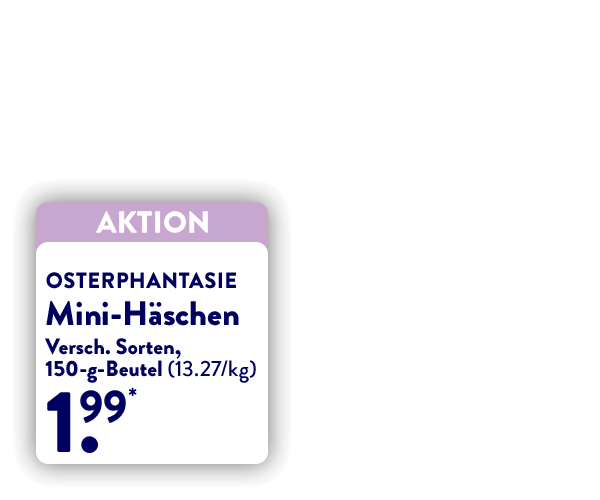 AKTION
OSTERPHANTASIE
Mini-Häschen
Versch. Sorten,
150-g-Beutel (13.27/kg)
1.99*